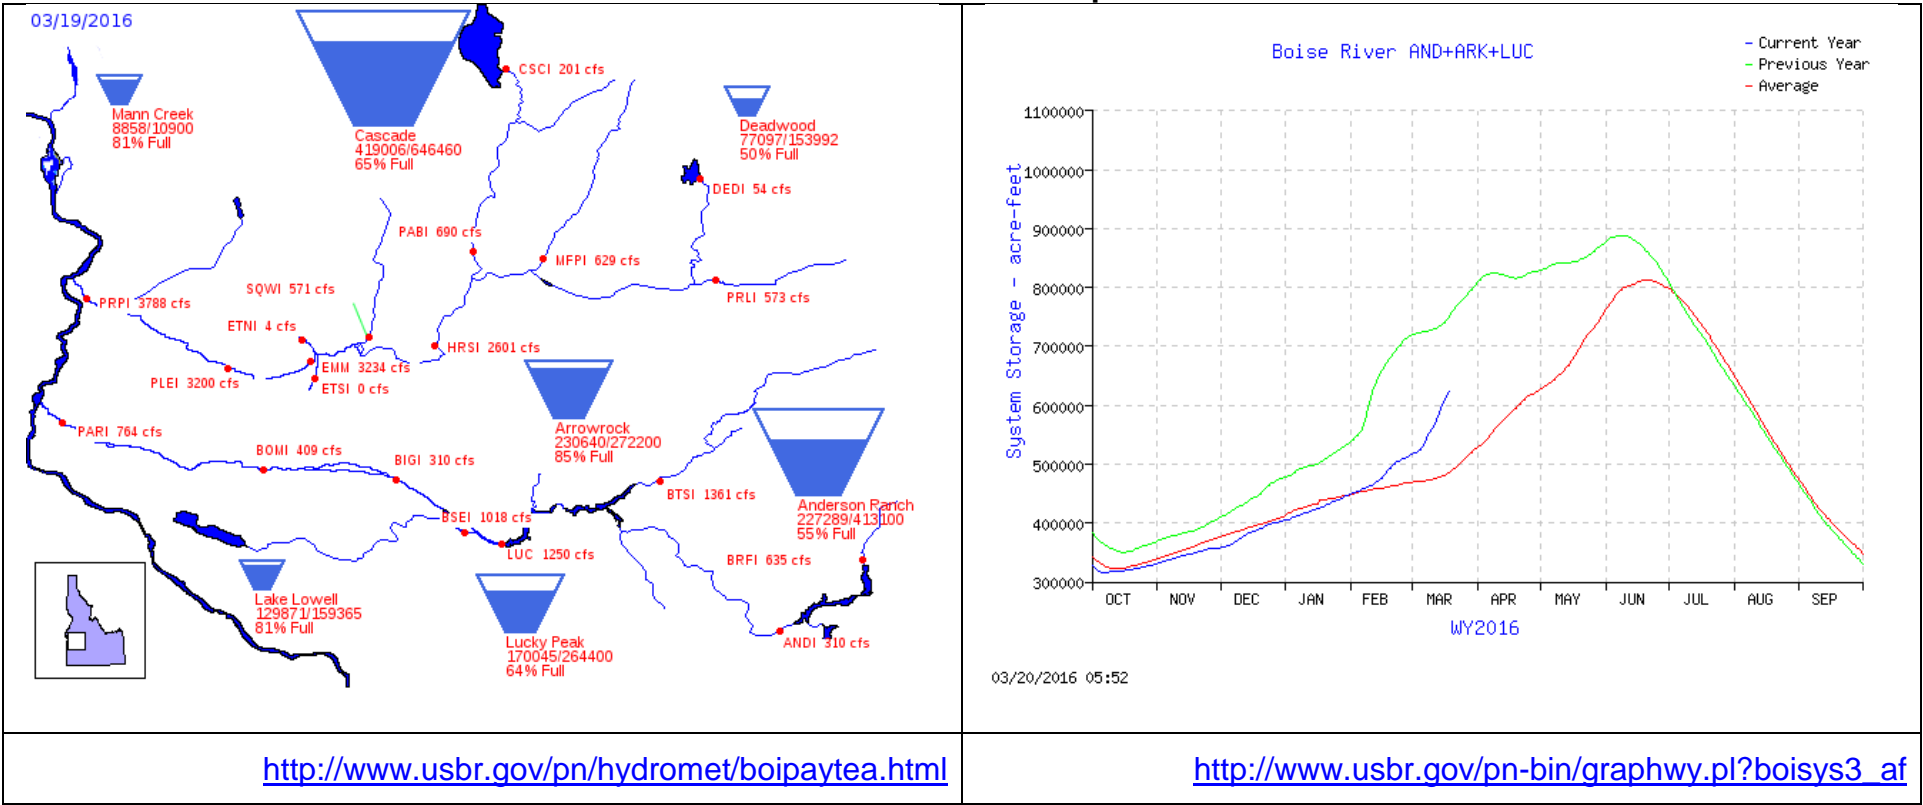 03/19/2016
Mann Creek
8858/10900
81% Full
Cascade
419006/646460
65% Full
CSCI 201 cfs
Deadwood
77097/153992
50% Full
DEDI 54 cfs
PABI 690 cfs
MFPI 629 cfs
PRLI 573 cfs
SQWI 571 cfs
PRPI 3788 cfs
ETNI 4 cfs
HRSI 2601 cfs
EMM 3234 cfs
PLEI 3200 cfs
ETSI 0 cfs
Arrowrock
230640/272200
85% Full
PARI 764 cfs
BOMI 409 cfs
BIGI 310 cfs
BTSI 1361 cfs
Anderson Ranch
227289/413100
55% Full
BSEI 1018 cfs
LUC 1250 cfs
BRFI 635 cfs
Lake Lowell
129871/159365
81% Full
Lucky Peak
170045/264400
64% Full
ANDI 310 cfs
http://www.usbr.gov/pn/hydromet/boipaytea.html
Boise River AND+ARK+LUC
Current Year
Previous Year
Average
System Storage - acre-feet
1100000
1000000
900000
800000
700000
600000
500000
400000
300000
OCT NOV DEC JAN FEB MAR APR MAY JUN JUL AUG SEP
WY2016
03/20/2016 05:52
http://www.usbr.gov/pn-bin/graphwy.pl?boisys3_af